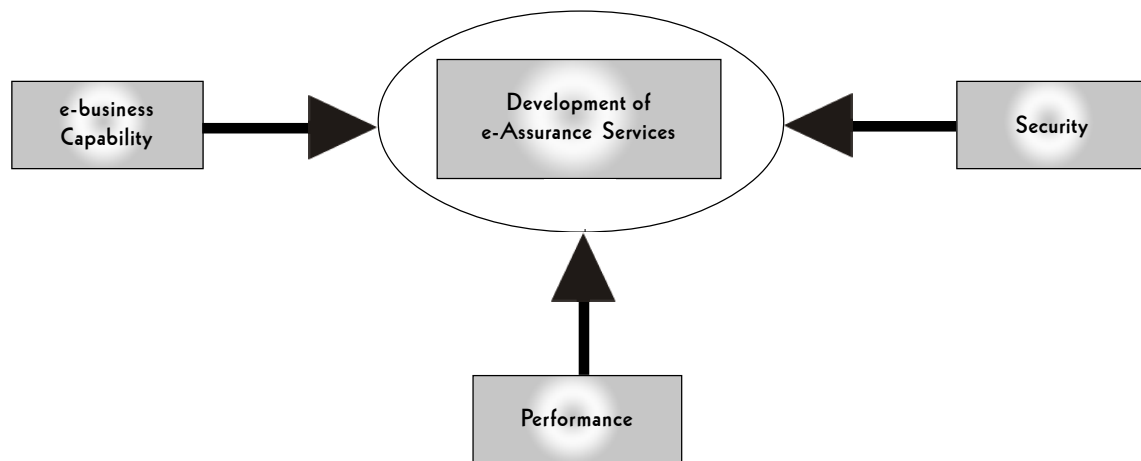 e-business
Capability
Development of
e-Assurance Services
Security
Performance